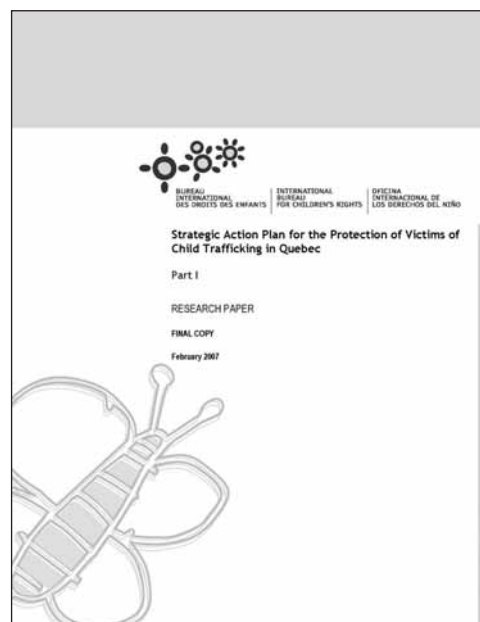 BUREAU
INTERNATIONAL
DES DROITS DES ENFANTS
INTERNATIONAL
BUREAU
FOR CHILDREN'S RIGHTS
OFICINA
INTERNACIONAL DE
LOS DERECHOS DEL NIÑO
Strategic Action Plan for the Protection of Victims of
Child Trafficking in Quebec
Part I
RESEARCH PAPER
FINAL COPY
February 2007